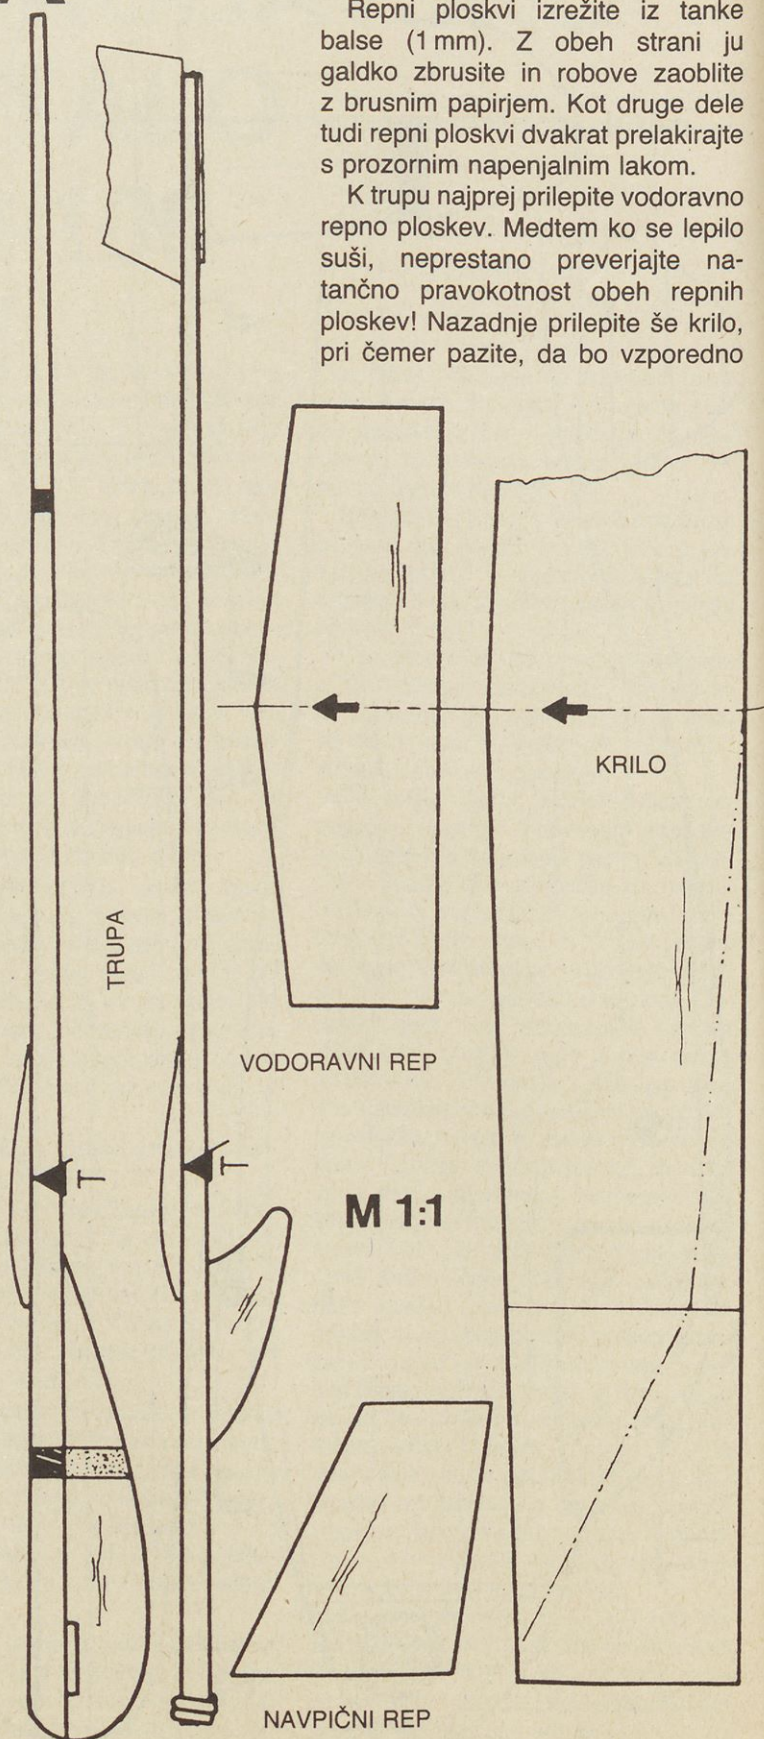 Repni ploskvi izrežite iz tanke
balse (1 mm). Z obeh strani ju
galdko zbrusite in robove zaoblite
z brusnim papirjem. Kot druge dele
tudi repni ploskvi dvakrat prelakirajte
s prozornim napenjalnim lakom.
K trupu najprej prilepite vodoravno
repno ploskev. Medtem ko se lepilo
suši, neprestano preverjajte na-
tančno pravokotnost obeh repnih
ploskev! Nazadnje prilepite še krilo,
pri čemer pazite, da bo vzporedno
KRILO
TRUPA
VODORAVNI REP
T
T
M 1:1
NAVPIČNI REP